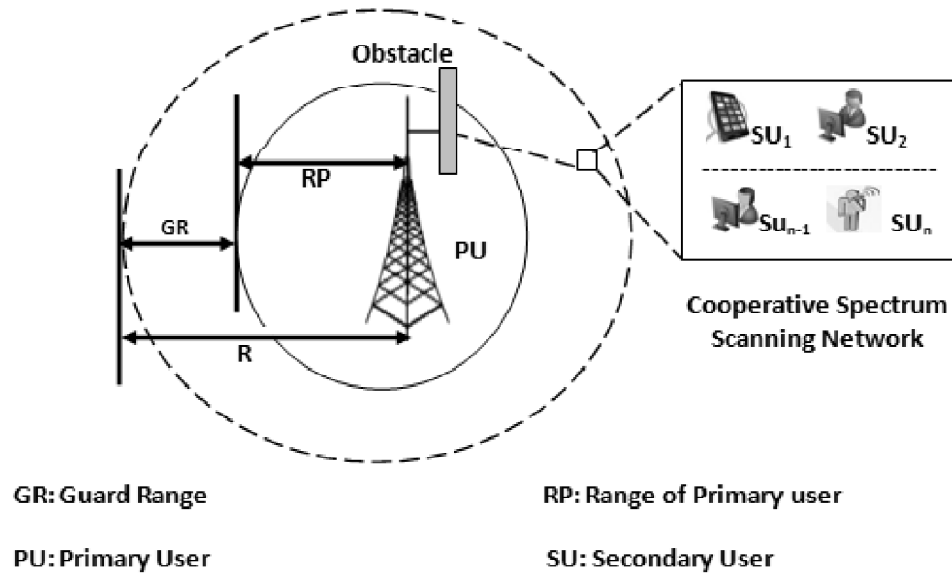 Obstacle
RP
GR
PU
R
SU₁ SU₂
Suₙ₋₁ SUₙ
Cooperative Spectrum
Scanning Network
GR: Guard Range RP: Range of Primary user
PU: Primary User SU: Secondary User